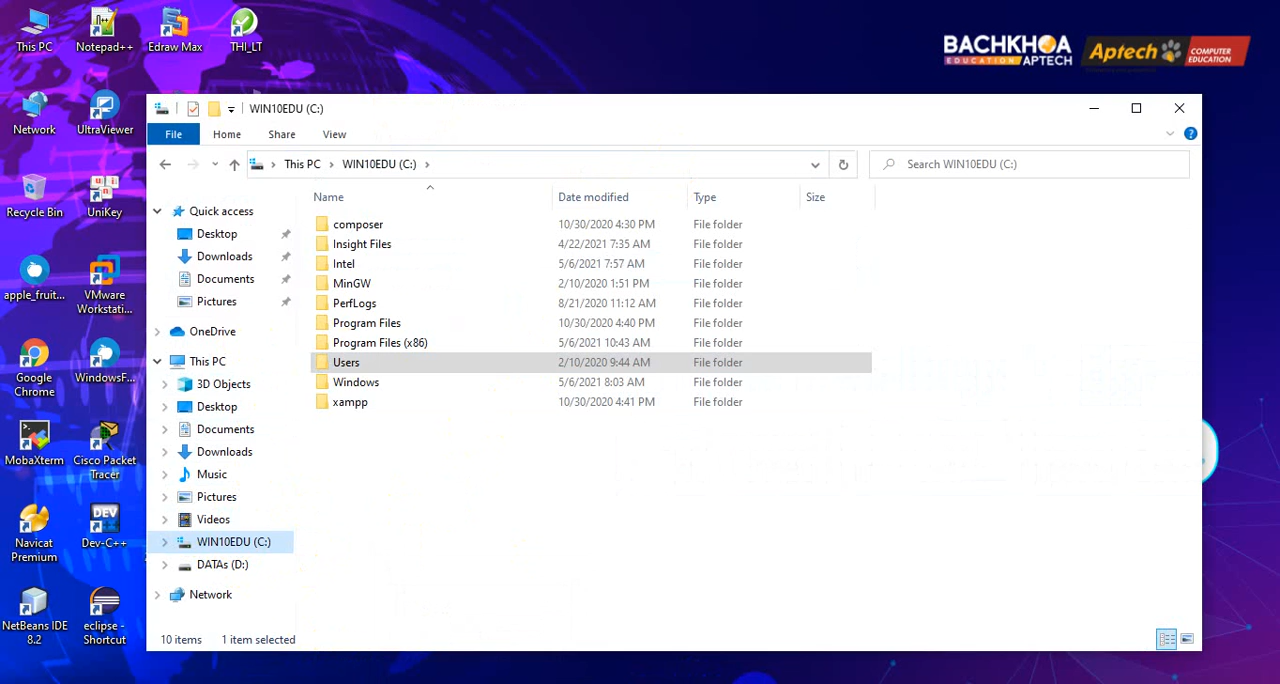 This PC
Notepad++
Edraw Max
THI_LT
BACHKHOA
EDUCATION APTECH
Aptech
COMPUTER
EDUCATION
Network
UltraViewer
Recycle Bin
UniKey
apple_fruit...
VMware
Workstati...
Google
Chrome
WindowsF...
MobaXterm
Cisco Packet
Tracer
Navicat
Premium
DEV
Dev-C++
NetBeans IDE
8.2
eclipse -
Shortcut
WIN10EDU (C:)
File
Home
Share
View
This PC
WIN10EDU (C:)
Search WIN10EDU (C:)
Quick access
Desktop
Downloads
Documents
Pictures
OneDrive
This PC
3D Objects
Desktop
Documents
Downloads
Music
Pictures
Videos
WIN10EDU (C:)
DATAs (D:)
Network
Name Date modified Type Size
composer 10/30/2020 4:30 PM File folder
Insight Files 4/22/2021 7:35 AM File folder
Intel 5/6/2021 7:57 AM File folder
MinGW 2/10/2020 1:51 PM File folder
PerfLogs 8/21/2020 11:12 AM File folder
Program Files 10/30/2020 4:40 PM File folder
Program Files (x86) 5/6/2021 10:43 AM File folder
Users 2/10/2020 9:44 AM File folder
Windows 5/6/2021 8:03 AM File folder
xampp 10/30/2020 4:41 PM File folder
10 items 1 item selected